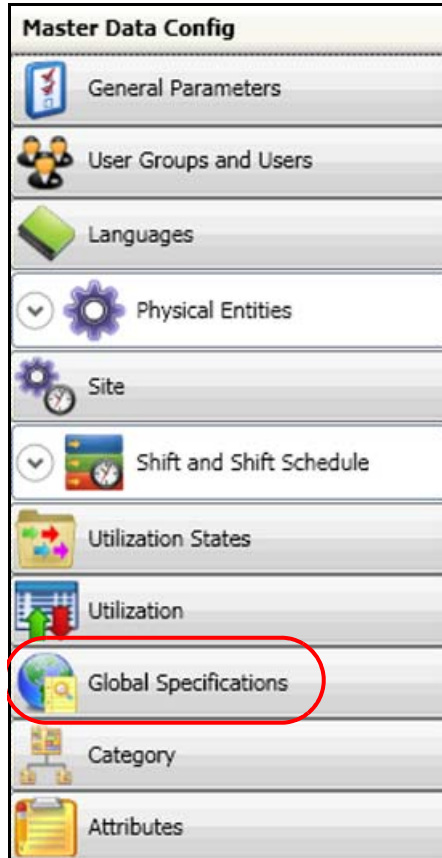 Master Data Config
General Parameters
User Groups and Users
Languages
Physical Entities
Site
Shift and Shift Schedule
Utilization States
Utilization
Global Specifications
Category
Attributes